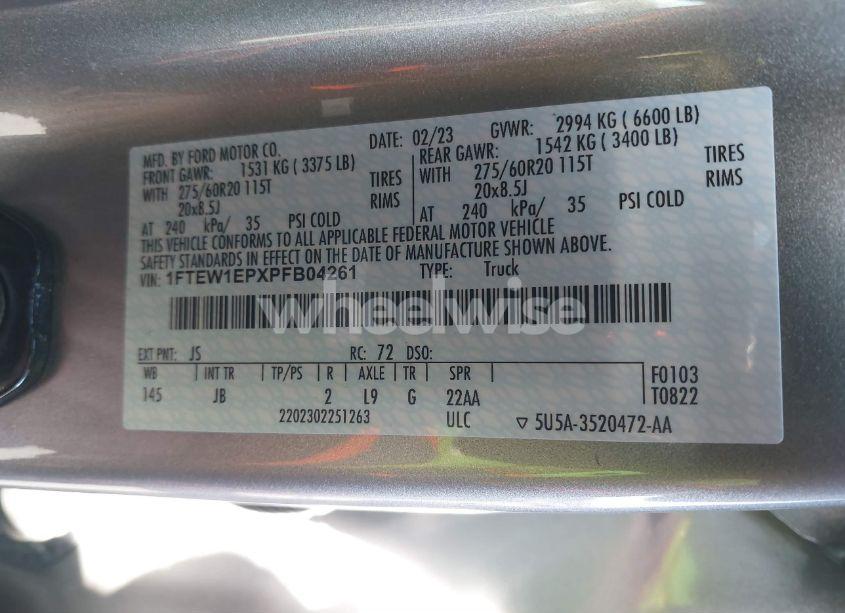 MFD. BY FORD MOTOR CO. DATE: 02/23 GVWR: 2994 KG ( 6600 LB)
FRONT GAWR: 1531 KG ( 3375 LB) REAR GAWR: 1542 KG ( 3400 LB)
WITH 275/60R20 115T TIRES WITH 275/60R20 115T TIRES
20x8.5J RIMS 20x8.5J RIMS
AT 240 kPa/ 35 PSI COLD AT 240 kPa/ 35 PSI COLD
THIS VEHICLE CONFORMS TO ALL APPLICABLE FEDERAL MOTOR VEHICLE
SAFETY STANDARDS IN EFFECT ON THE DATE OF MANUFACTURE SHOWN ABOVE.
VIN: 1FTEW1EPXPFB04261 TYPE: Truck
wheelwise
EXT PNT: JS RC: 72 DSO:
WB INT TR TP/PS R AXLE TR SPR F0103
145 JB 2 L9 G 22AA T0822
2202302251263 ULC ▽ 5U5A-3520472-AA